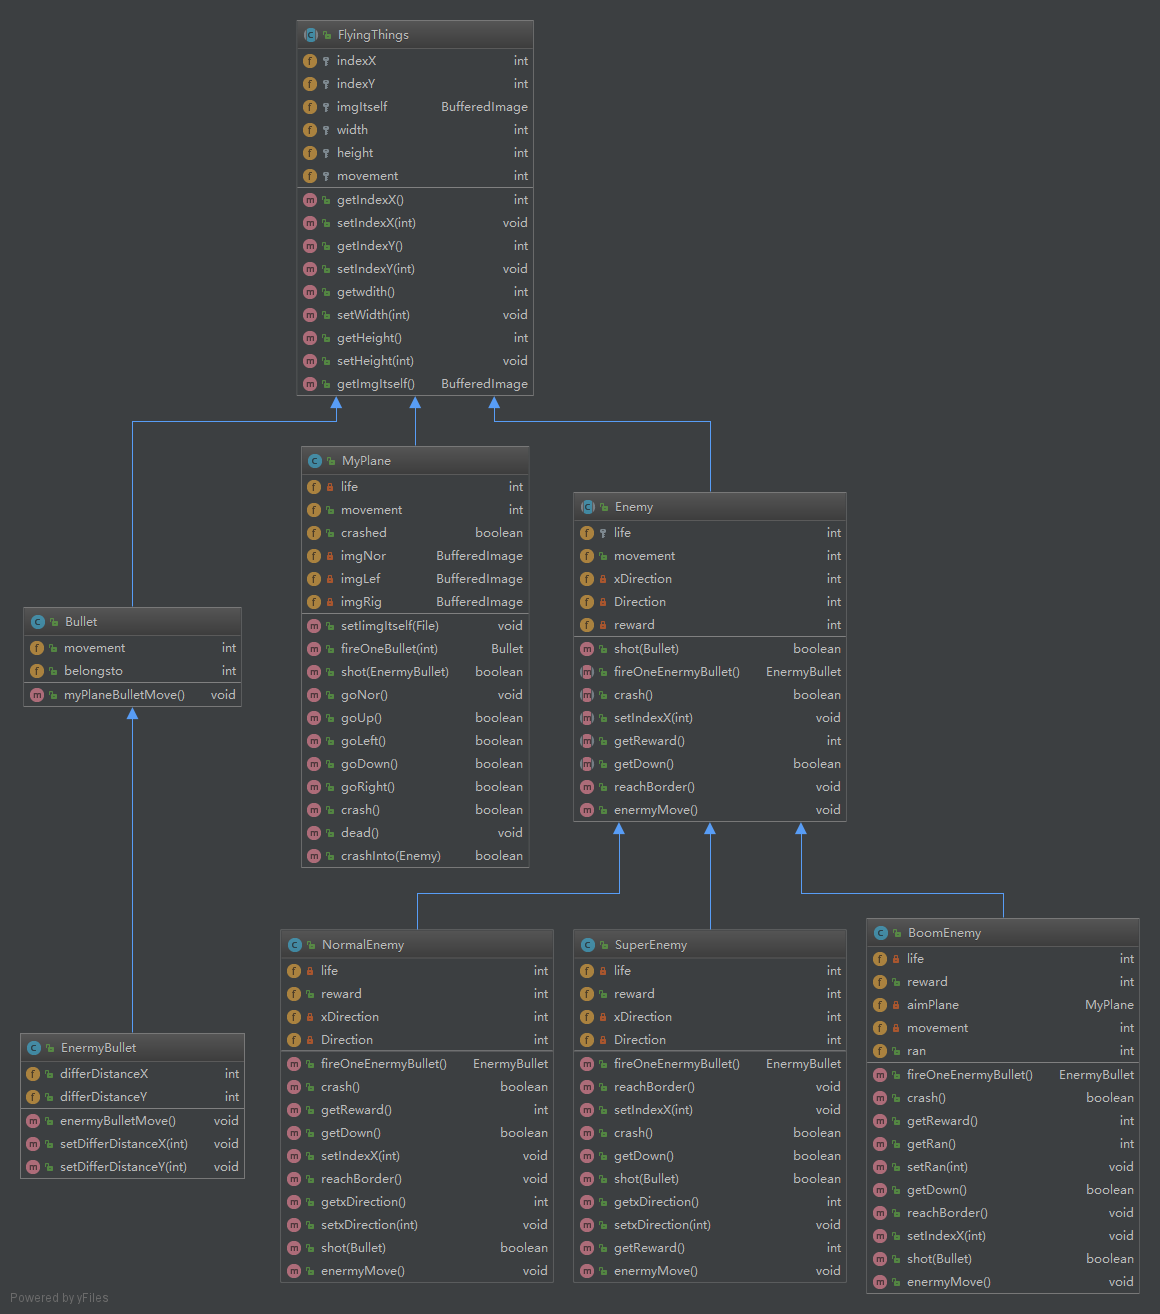 FlyingThings
indexX int
indexY int
imgItself BufferedImage
width int
height int
movement int
getIndexX() int
setIndexX(int) void
getIndexY() int
setIndexY(int) void
getwdith() int
setWidth(int) void
getHeight() int
setHeight(int) void
getImgItself() BufferedImage
MyPlane
life int
movement int
crashed boolean
imgNor BufferedImage
imgLef BufferedImage
imgRig BufferedImage
setIimgItself(File) void
fireOneBullet(int) Bullet
shot(EnermyBullet) boolean
goNor() void
goUp() boolean
goLeft() boolean
goDown() boolean
goRight() boolean
crash() boolean
dead() void
crashInto(Enemy) boolean
Enemy
life int
movement int
xDirection int
Direction int
reward int
shot(Bullet) boolean
fireOneEnermyBullet() EnermyBullet
crash() boolean
setIndexX(int) void
getReward() int
getDown() boolean
reachBorder() void
enermyMove() void
Bullet
movement int
belongsto int
myPlaneBulletMove() void
EnermyBullet
differDistanceX int
differDistanceY int
enermyBulletMove() void
setDifferDistanceX(int) void
setDifferDistanceY(int) void
NormalEnemy
life int
reward int
xDirection int
Direction int
fireOneEnermyBullet() EnermyBullet
crash() boolean
getReward() int
getDown() boolean
setIndexX(int) void
reachBorder() void
getxDirection() int
setxDirection(int) void
shot(Bullet) boolean
enermyMove() void
SuperEnemy
life int
reward int
xDirection int
Direction int
fireOneEnermyBullet() EnermyBullet
reachBorder() void
setIndexX(int) void
crash() boolean
getDown() boolean
shot(Bullet) boolean
getxDirection() int
setxDirection(int) void
getReward() int
enermyMove() void
BoomEnemy
life int
reward int
aimPlane MyPlane
movement int
ran int
fireOneEnermyBullet() EnermyBullet
crash() boolean
getReward() int
getRan() int
setRan(int) void
getDown() boolean
reachBorder() void
setIndexX(int) void
shot(Bullet) boolean
enermyMove() void
Powered by yFiles